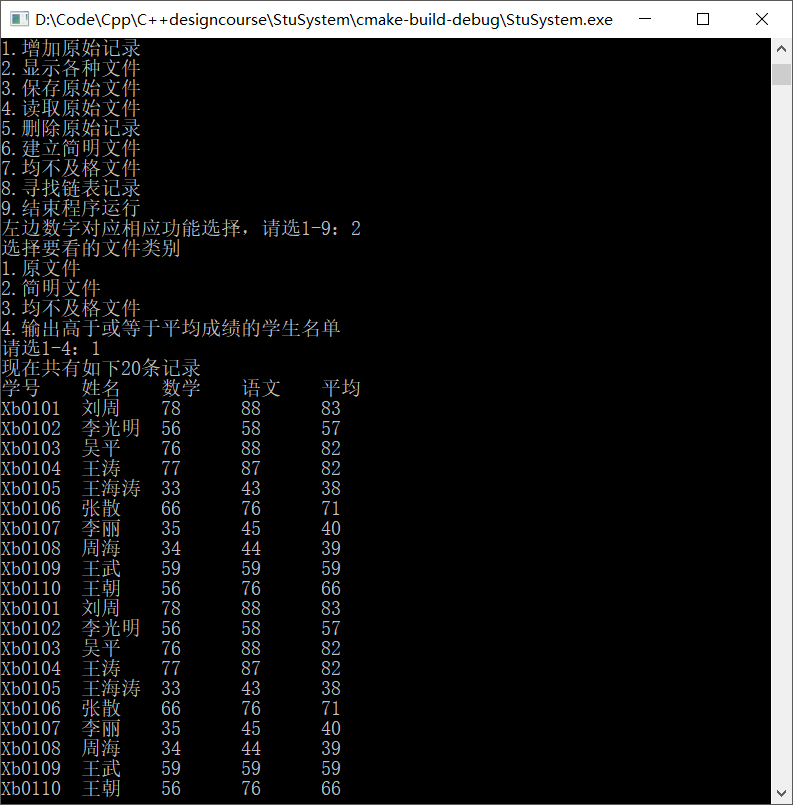 D:\Code\Cpp\C++designcourse\StuSystem\cmake-build-debug\StuSystem.exe
1.增加原始记录
2.显示各种文件
3.保存原始文件
4.读取原始文件
5.删除原始记录
6.建立简明文件
7.均不及格文件
8.寻找链表记录
9.结束程序运行
左边数字对应相应功能选择，请选1-9：2
选择要看的文件类别
1.原文件
2.简明文件
3.均不及格文件
4.输出高于或等于平均成绩的学生名单
请选1-4：1
现在共有如下20条记录
学号 姓名 数学 语文 平均
Xb0101 刘周 78 88 83
Xb0102 李光明 56 58 57
Xb0103 吴平 76 88 82
Xb0104 王涛 77 87 82
Xb0105 王海涛 33 43 38
Xb0106 张散 66 76 71
Xb0107 李丽 35 45 40
Xb0108 周海 34 44 39
Xb0109 王武 59 59 59
Xb0110 王朝 56 76 66
Xb0101 刘周 78 88 83
Xb0102 李光明 56 58 57
Xb0103 吴平 76 88 82
Xb0104 王涛 77 87 82
Xb0105 王海涛 33 43 38
Xb0106 张散 66 76 71
Xb0107 李丽 35 45 40
Xb0108 周海 34 44 39
Xb0109 王武 59 59 59
Xb0110 王朝 56 76 66